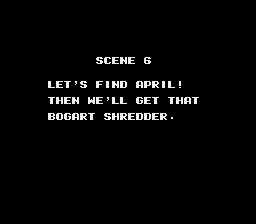 SCENE 6
LET'S FIND APRIL!
THEN WE'LL GET THAT
BOGART SHREDDER.